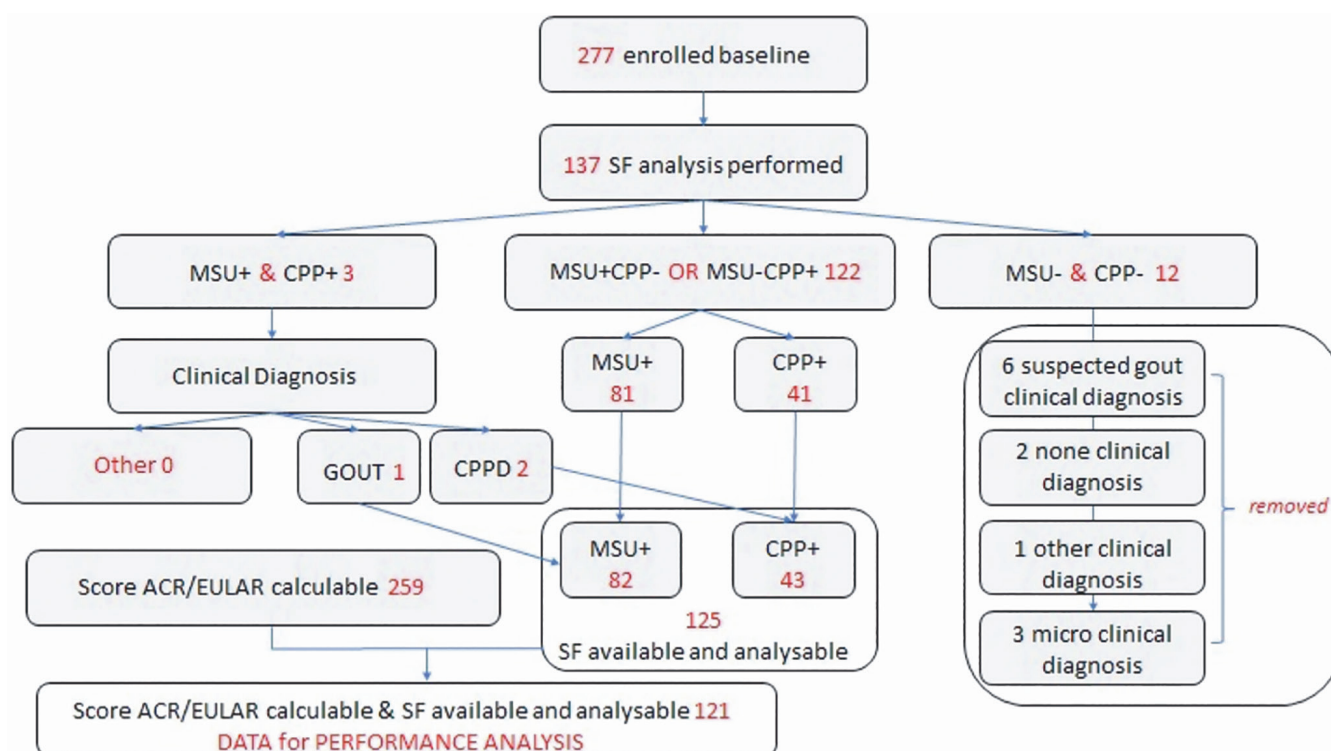 277 enrolled baseline
137 SF analysis performed
MSU+ & CPP+ 3
MSU+CPP- OR MSU-CPP+ 122
MSU- & CPP- 12
Clinical Diagnosis
MSU+
81
CPP+
41
6 suspected gout
clinical diagnosis
2 none clinical
diagnosis
1 other clinical
diagnosis
3 micro clinical
diagnosis
removed
Other 0
GOUT 1
CPPD 2
MSU+
82
CPP+
43
125
SF available and analysable
Score ACR/EULAR calculable 259
Score ACR/EULAR calculable & SF available and analysable 121
DATA for PERFORMANCE ANALYSIS